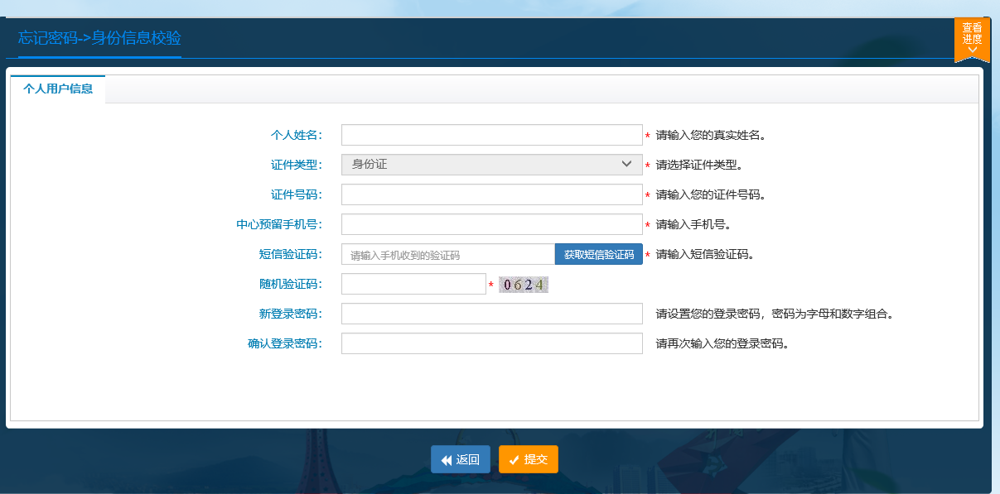 忘记密码->身份信息校验
查看
进度
个人用户信息
个人姓名： * 请输入您的真实姓名。
证件类型： 身份证 * 请选择证件类型。
证件号码： * 请输入您的证件号码。
中心预留手机号： * 请输入手机号。
短信验证码： 请输入手机收到的验证码 获取短信验证码 * 请输入短信验证码。
随机验证码： * 0624
新登录密码： 请设置您的登录密码，密码为字母和数字组合。
确认登录密码： 请再次输入您的登录密码。
返回 提交